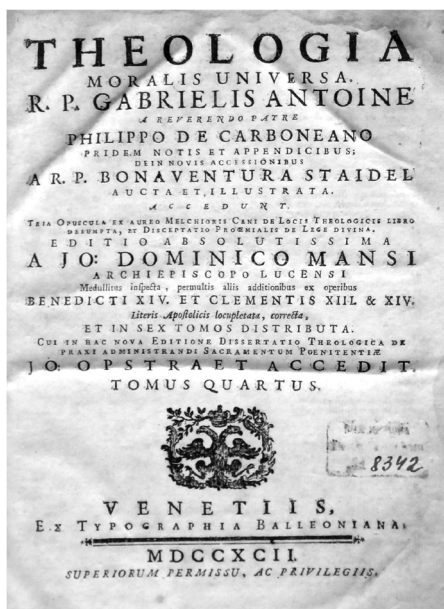 THEOLOGIA
MORALIS UNIVERSA.
R. P. GABRIELIS ANTOINE
A REVERENDO PATRE
PHILIPPO DE CARBONEANO
PRIDEM NOTIS ET APPENDICIBUS;
DEIN NOVIS ACCESSIONIBUS
A R. P. BONAVENTURA STAIDEL
AUCTA ET ILLUSTRATA.
ACCEDUNT.
TRIA OPUSCULA EX AUREO MELCHIORIS CANI DE LOCIS THEOLOGICIS LIBRO
DESUMPTA, ET DISCEPTATIO PROŒMIALIS DE LEGE DIVINA.
EDITIO ABSOLUTISSIMA
A JO: DOMINICO MANSI
ARCHIEPISCOPO LUCENSI
Medullitus inspecta, permultis aliis additionibus ex operibus
BENEDICTI XIV. ET CLEMENTIS XIII. & XIV.
Literis Apostolicis locupletata, correcta,
ET IN SEX TOMOS DISTRIBUTA.
CUI IN HAC NOVA EDITIONE DISSERTATIO THEOLOGICA DE
PRAXI ADMINISTRANDI SACRAMENTUM POENITENTIÆ
JO: OPSTRAET ACCEDIT.
TOMUS QUARTUS.
8342
VENETIIS,
EX TYPOGRAPHIA BALLEONIANA,
MDCCXCII.
SUPERIORUM PERMISSU, AC PRIVILEGIIS.